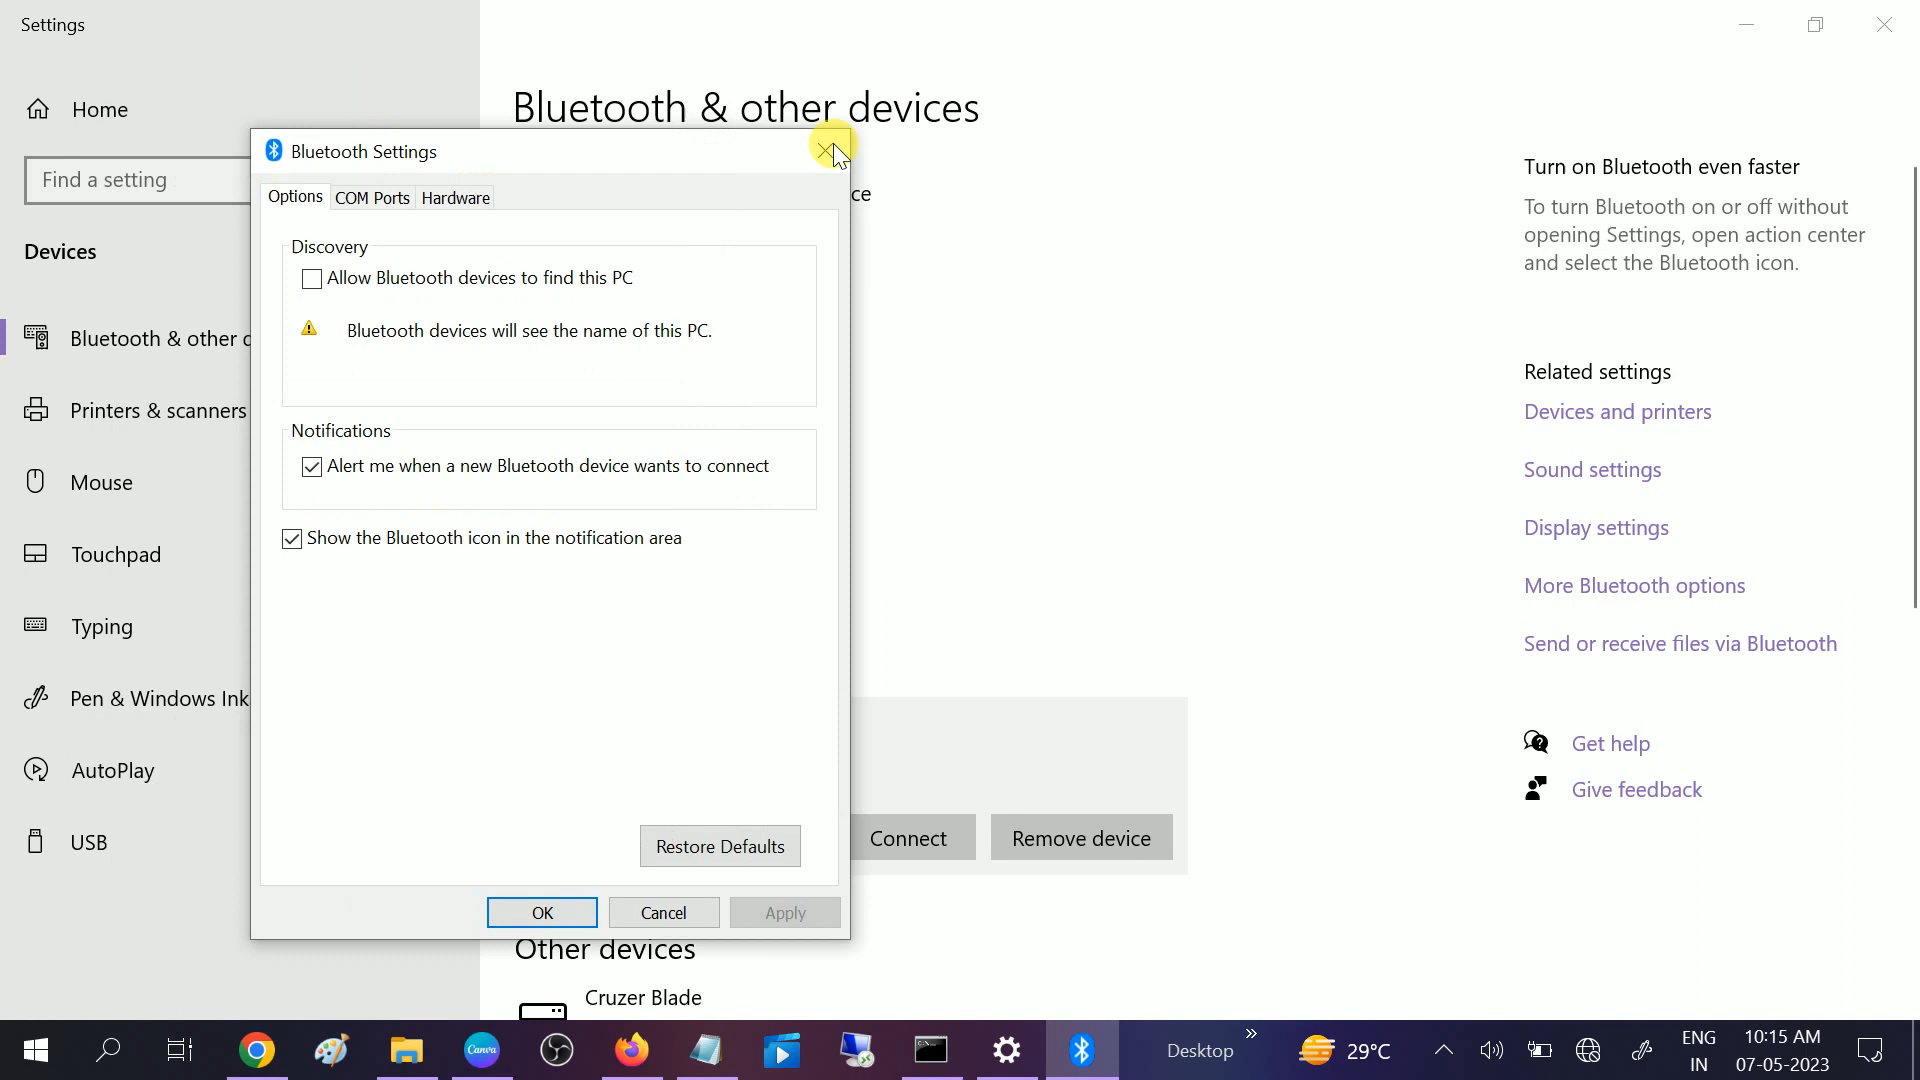 Settings
Home
Find a setting
Devices
Bluetooth & other d
Printers & scanners
Mouse
Touchpad
Typing
Pen & Windows Ink
AutoPlay
USB
Bluetooth & other devices
ce
Bluetooth Settings
Options COM Ports Hardware
Discovery
Allow Bluetooth devices to find this PC
Bluetooth devices will see the name of this PC.
Notifications
Alert me when a new Bluetooth device wants to connect
Show the Bluetooth icon in the notification area
Restore Defaults
OK Cancel Apply
Connect Remove device
Other devices
Cruzer Blade
Turn on Bluetooth even faster
To turn Bluetooth on or off without
opening Settings, open action center
and select the Bluetooth icon.
Related settings
Devices and printers
Sound settings
Display settings
More Bluetooth options
Send or receive files via Bluetooth
Get help
Give feedback
Canva
Desktop
29°C
ENG
IN
10:15 AM
07-05-2023